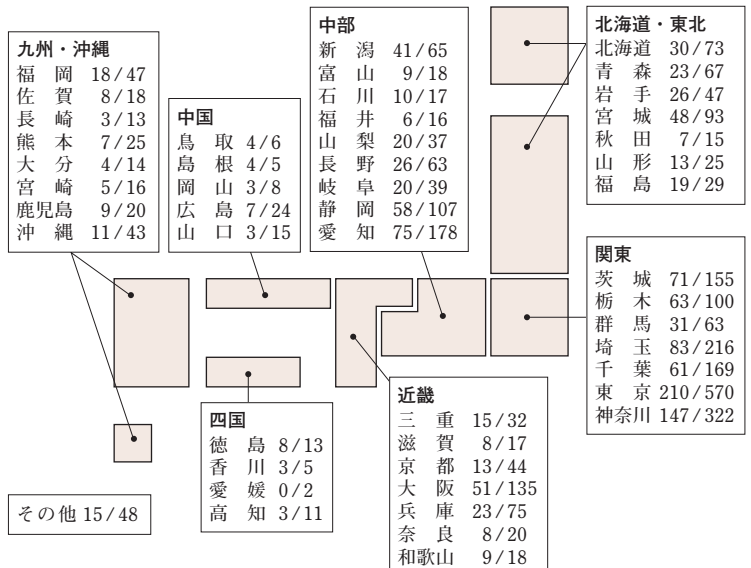 九州・沖縄
福岡 18/47
佐賀 8/18
長崎 3/13
熊本 7/25
大分 4/14
宮崎 5/16
鹿児島 9/20
沖縄 11/43
中国
鳥取 4/6
島根 4/5
岡山 3/8
広島 7/24
山口 3/15
中部
新潟 41/65
富山 9/18
石川 10/17
福井 6/16
山梨 20/37
長野 26/63
岐阜 20/39
静岡 58/107
愛知 75/178
北海道・東北
北海道 30/73
青森 23/67
岩手 26/47
宮城 48/93
秋田 7/15
山形 13/25
福島 19/29
関東
茨城 71/155
栃木 63/100
群馬 31/63
埼玉 83/216
千葉 61/169
東京 210/570
神奈川 147/322
四国
徳島 8/13
香川 3/5
愛媛 0/2
高知 3/11
近畿
三重 15/32
滋賀 8/17
京都 13/44
大阪 51/135
兵庫 23/75
奈良 8/20
和歌山 9/18
その他 15/48